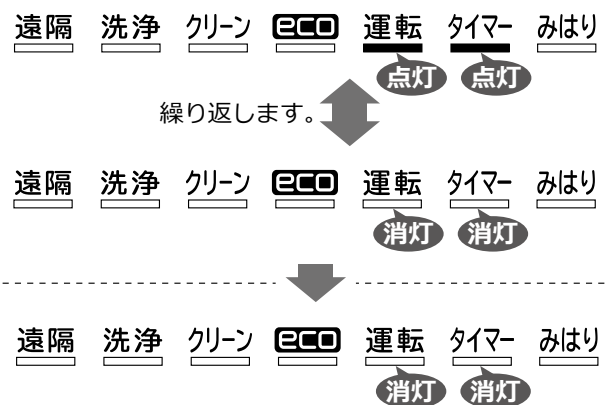 遠隔 洗浄 クリーン eco 運転 タイマー みはり
点灯 点灯
繰り返します。
遠隔 洗浄 クリーン eco 運転 タイマー みはり
消灯 消灯
遠隔 洗浄 クリーン eco 運転 タイマー みはり
消灯 消灯